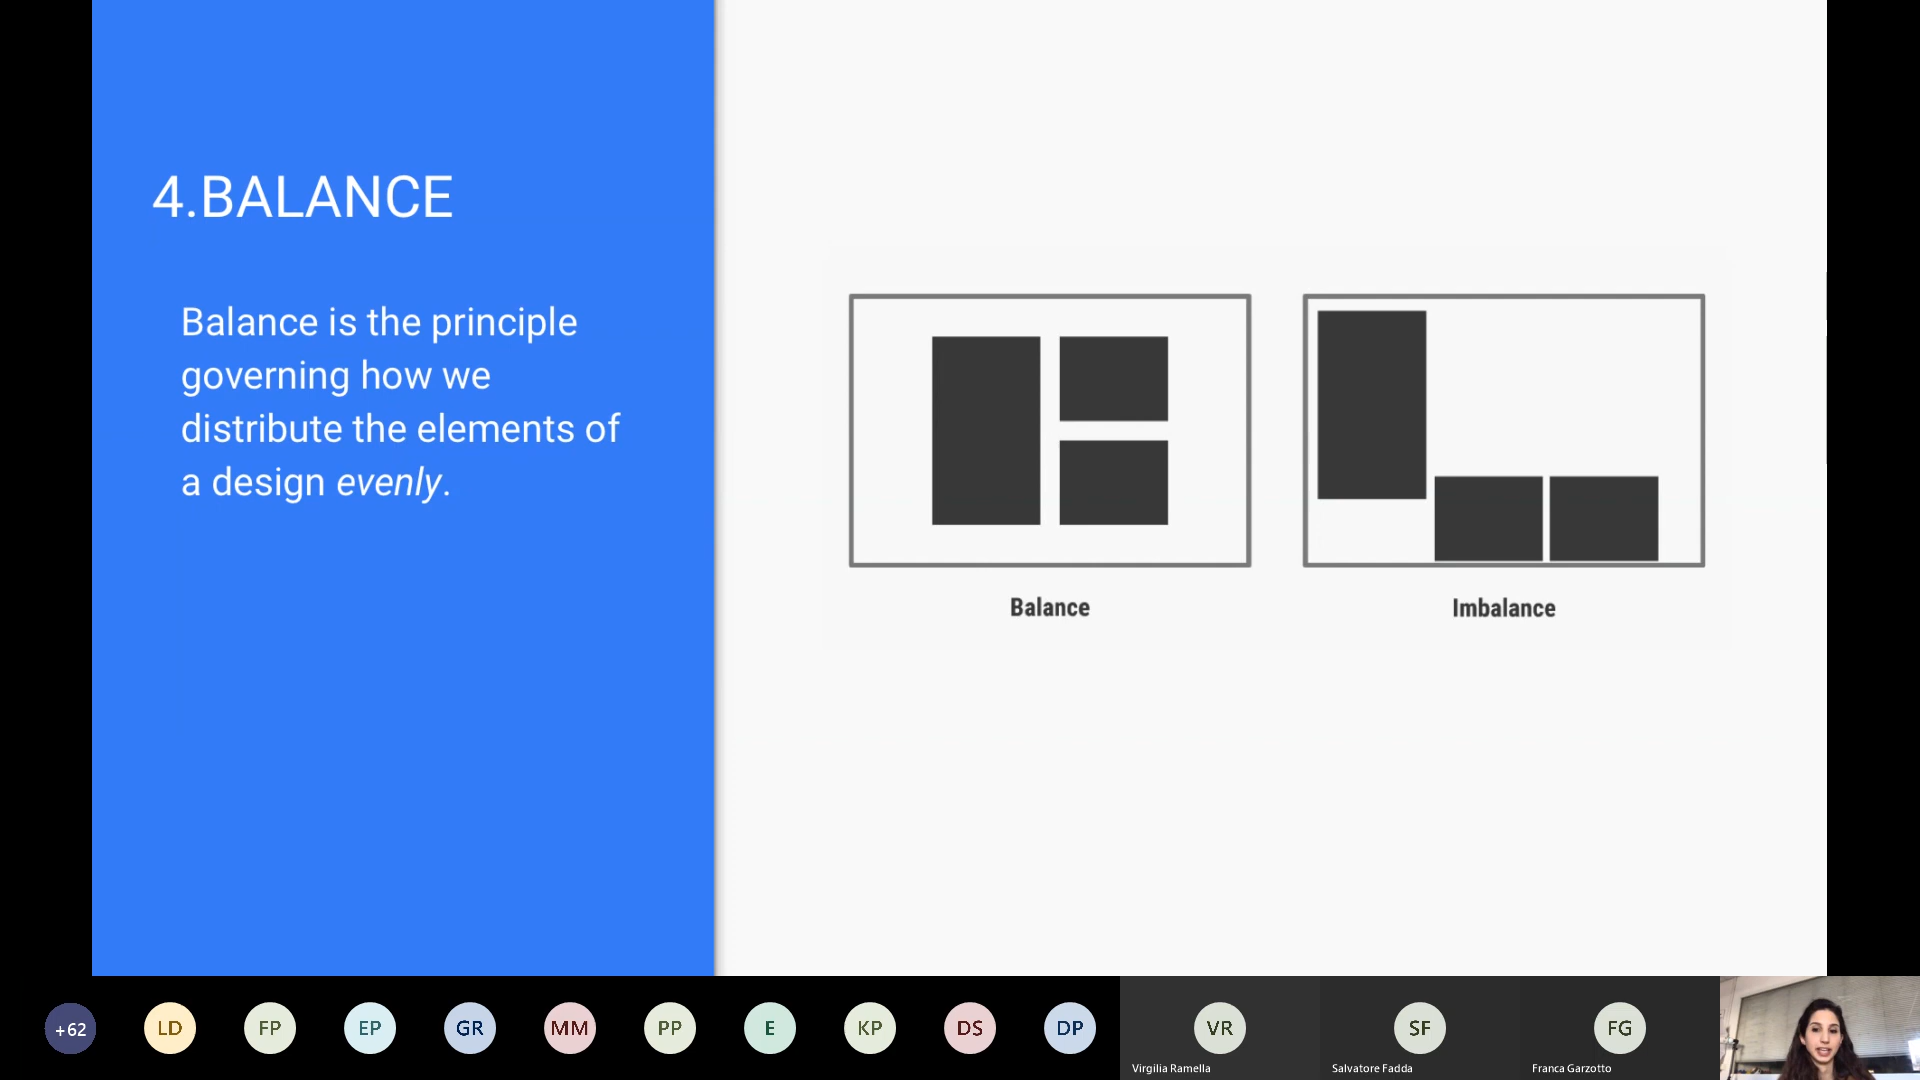 4.BALANCE
Balance is the principle
governing how we
distribute the elements of
a design evenly.
Balance
Imbalance
+62
LD
FP
EP
GR
MM
PP
E
KP
DS
DP
VR
SF
FG
Virgilia Ramella
Salvatore Fadda
Franca Garzotto